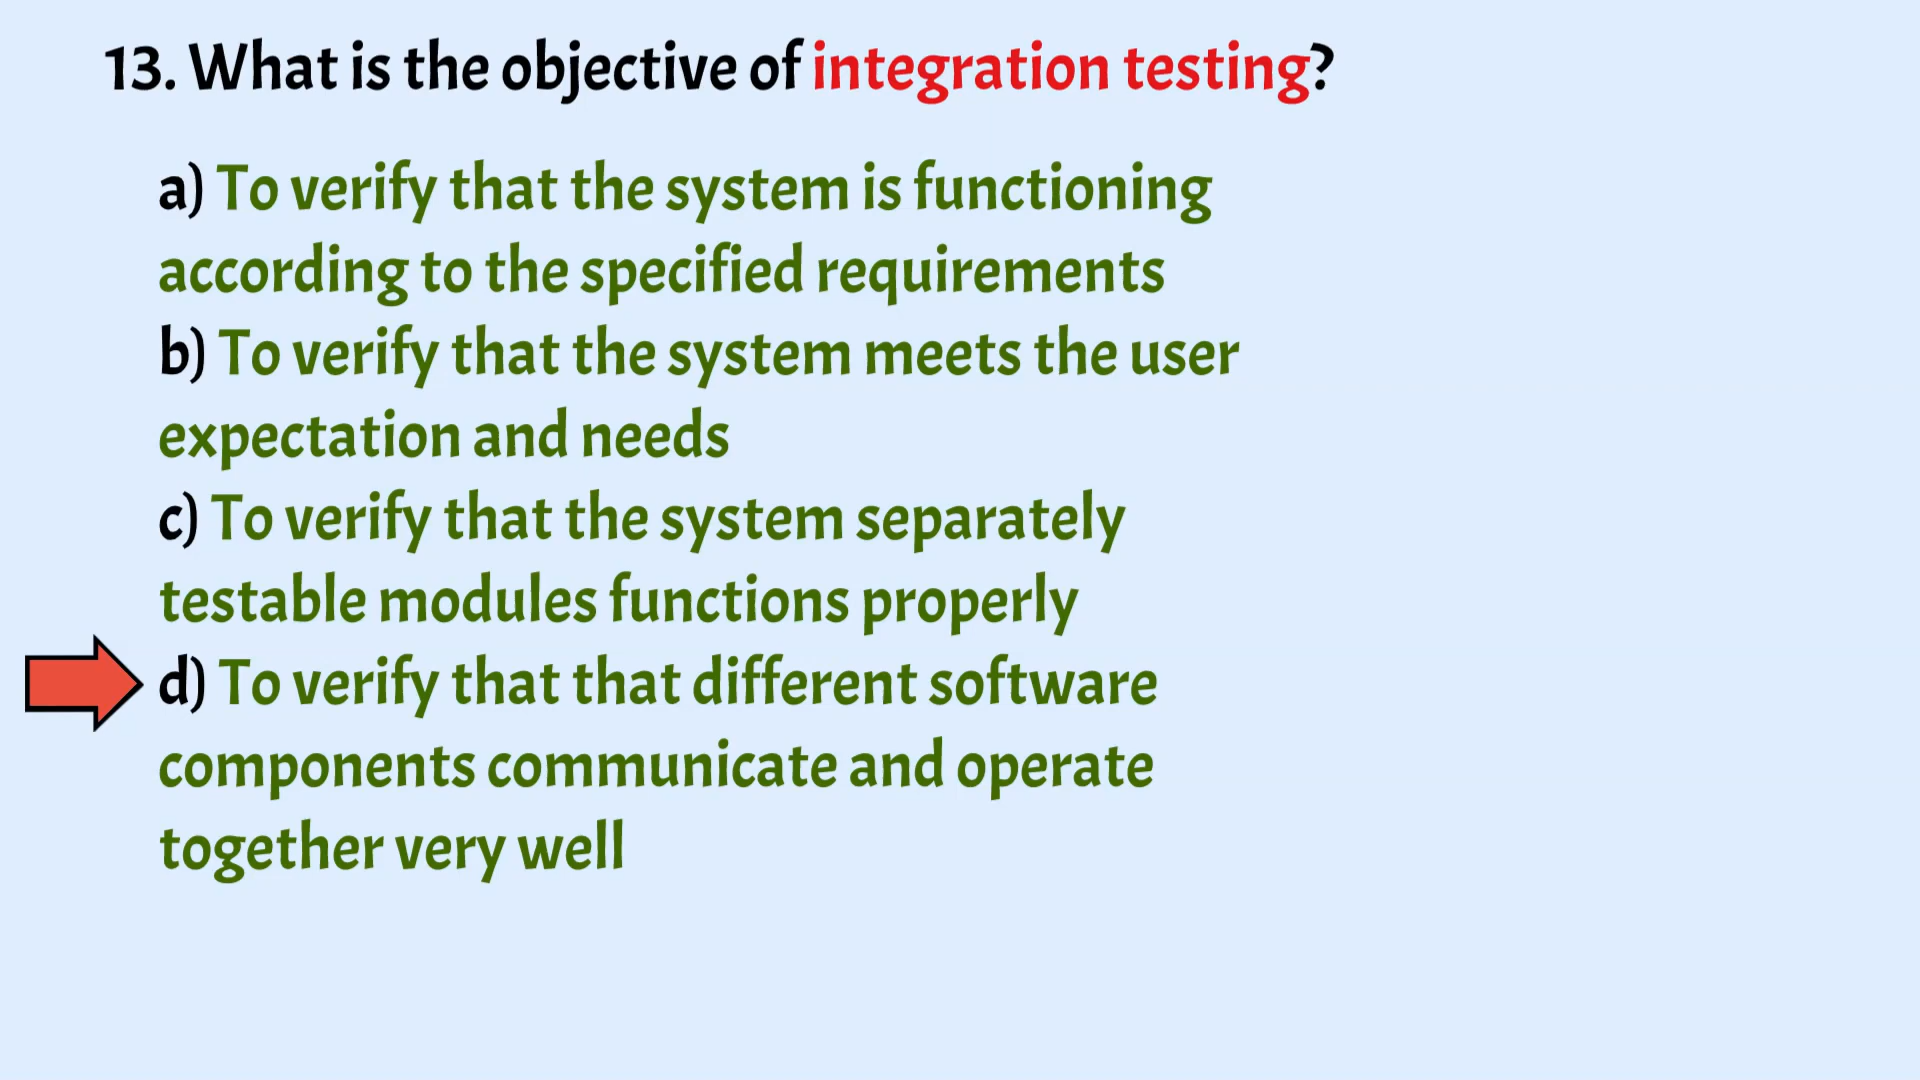 13. What is the objective of integration testing?
a) To verify that the system is functioning
according to the specified requirements
b) To verify that the system meets the user
expectation and needs
c) To verify that the system separately
testable modules functions properly
d) To verify that that different software
components communicate and operate
together very well